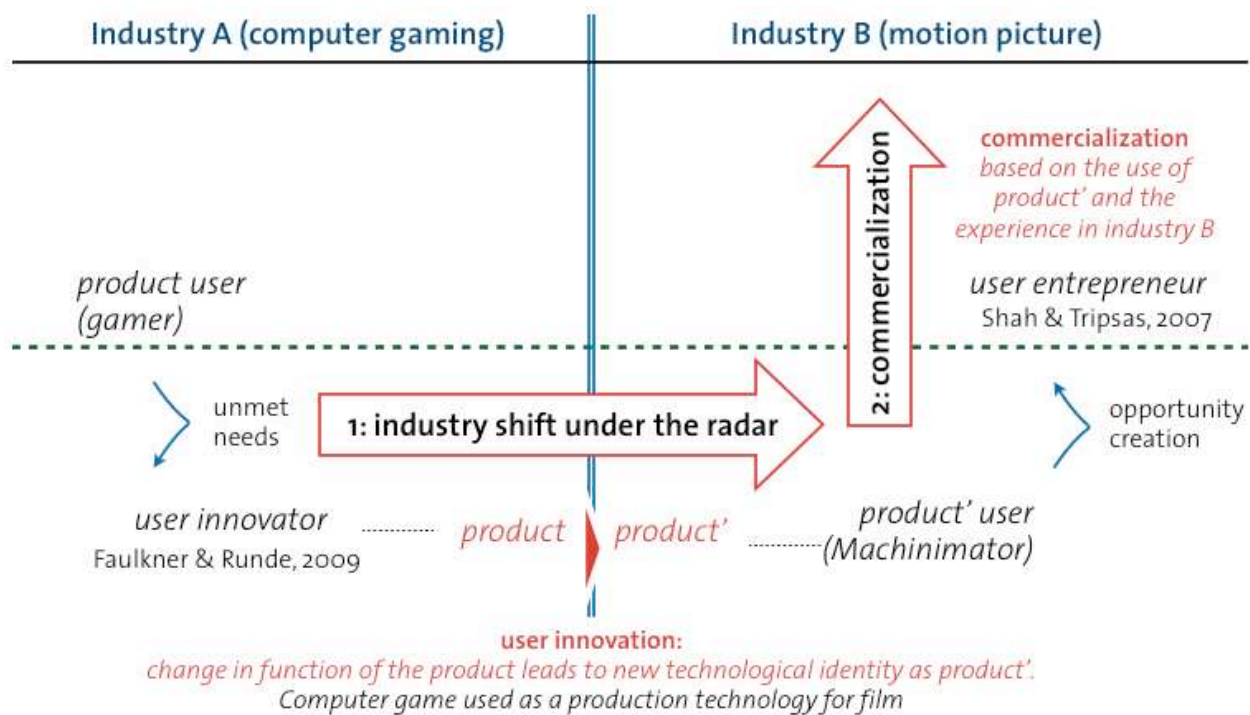 Industry A (computer gaming)
Industry B (motion picture)
commercialization
based on the use of
product’ and the
experience in industry B
2: commercialization
product user
(gamer)
user entrepreneur
Shah & Tripsas, 2007
unmet
needs
1: industry shift under the radar
opportunity
creation
user innovator
Faulkner & Runde, 2009
product
product’
product’ user
(Machinimator)
user innovation:
change in function of the product leads to new technological identity as product’.
Computer game used as a production technology for film